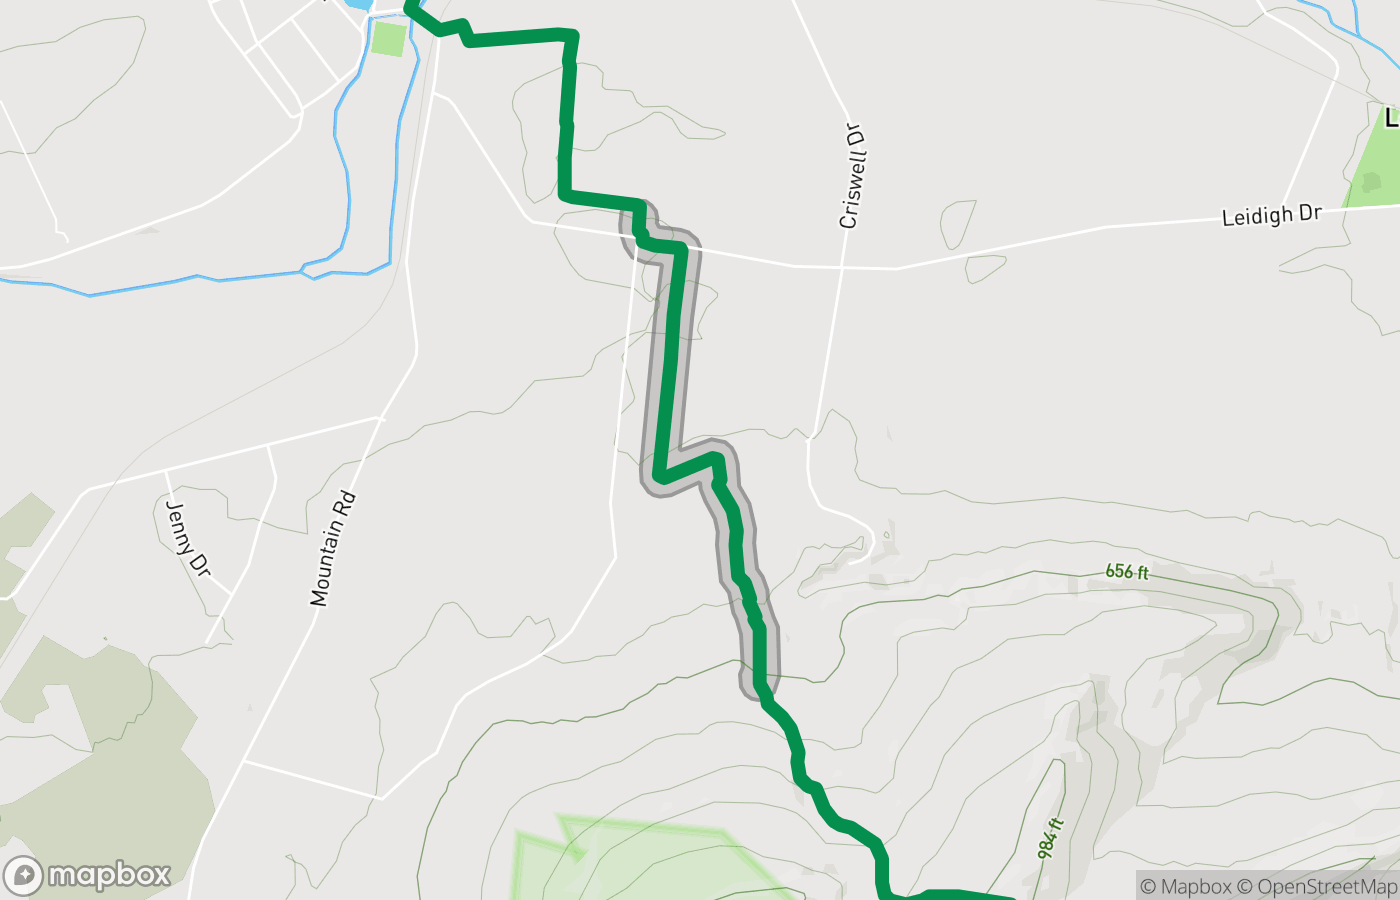 L
Criswell Dr
Leidigh Dr
Jenny Dr
Mountain Rd
656 ft
984 ft
mapbox
© Mapbox © OpenStreetMap